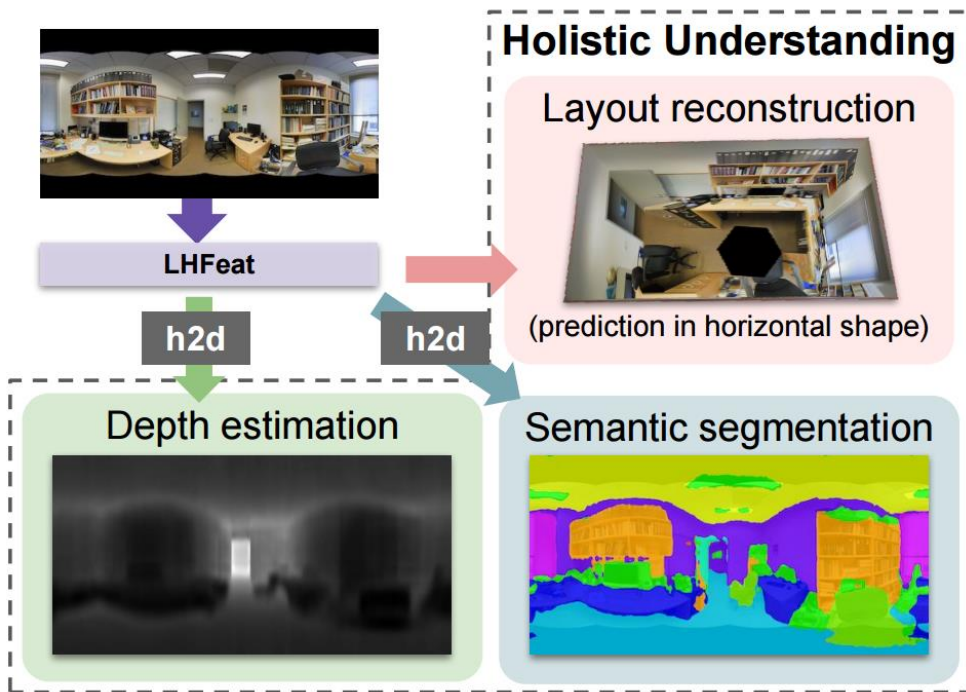 Holistic Understanding
Layout reconstruction
(prediction in horizontal shape)
LHFeat
h2d
h2d
Depth estimation
Semantic segmentation